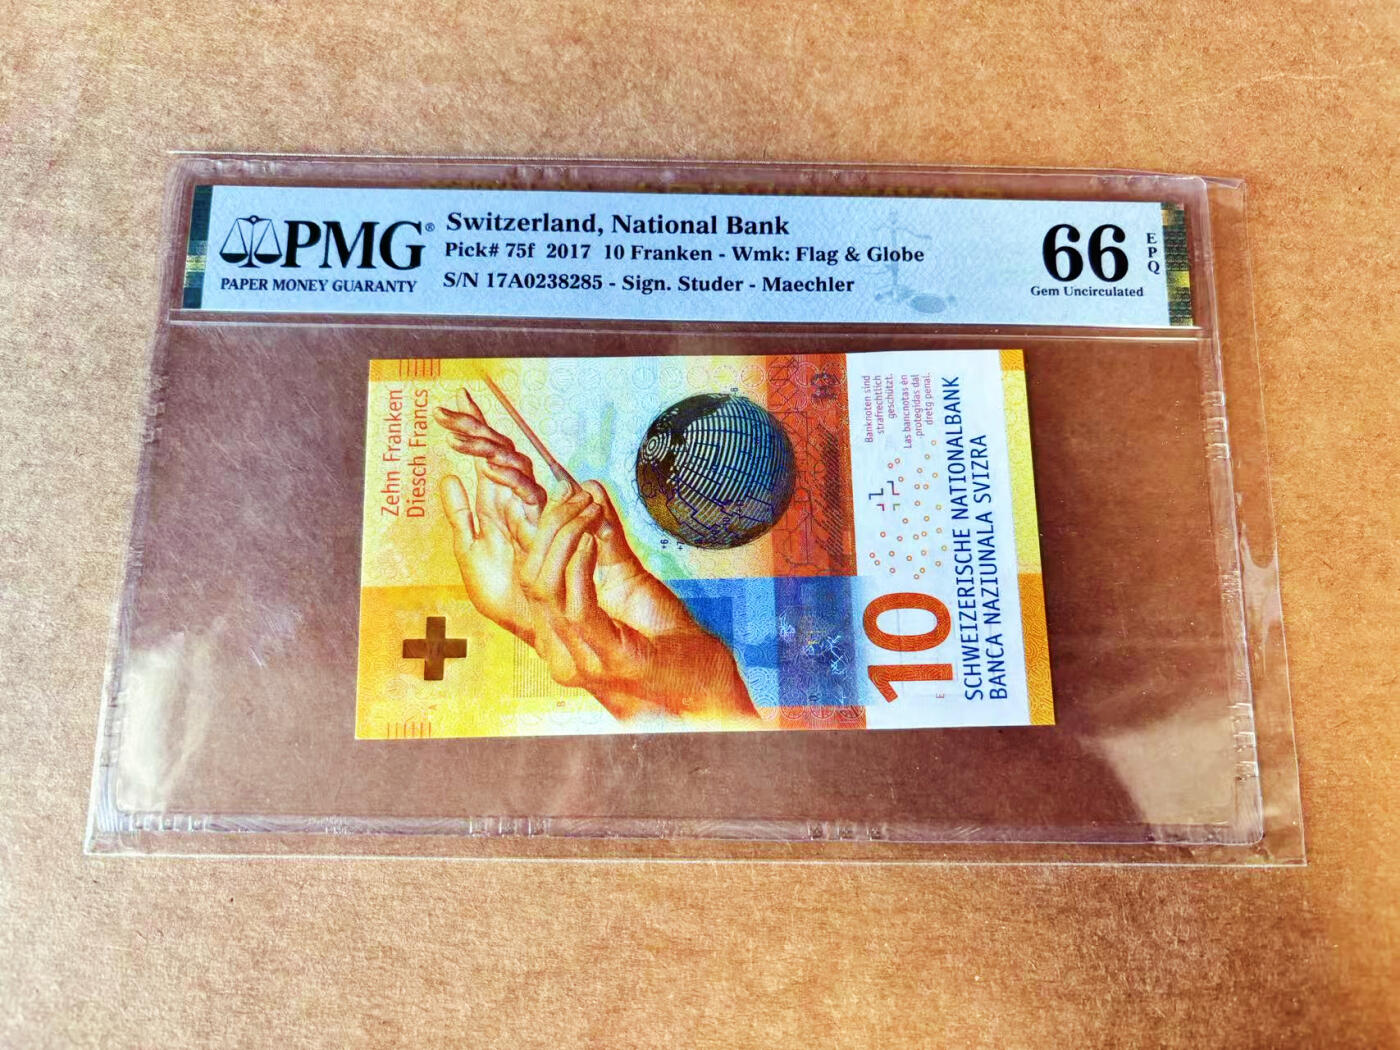 PMG®
PAPER MONEY GUARANTY
Switzerland, National Bank
Pick# 75f 2017 10 Franken - Wmk: Flag & Globe
S/N 17A0238285 - Sign. Studer - Maechler
66
EPQ
Gem Uncirculated
Zehn Franken
Diesch Francs
Banknoten sind
strafrechtlich
geschützt.
Las bancnotas èn
protegidas dal
dretg penal.
10
SCHWEIZERISCHE NATIONALBANK
BANCA NAZIUNALA SVIZRA